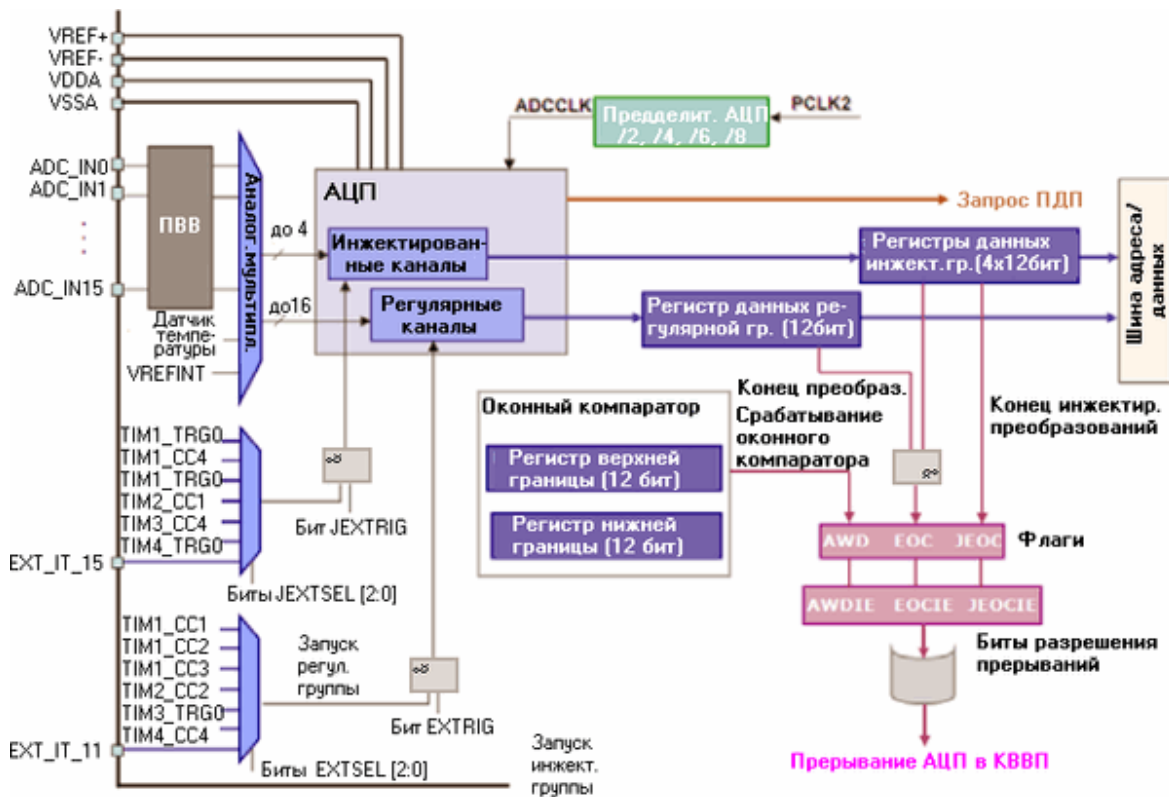 VREF+
VREF-
VDDA
VSSA
ADCCLK
Предделит. АЦП
/2, /4, /6, /8
PCLK2
ADC_IN0
ADC_IN1
ADC_IN15
ПВВ
Аналог.мультипл.
АЦП
до 4
Инжектирован-
ные каналы
до16
Регулярные
каналы
Запрос ПДП
Регистры данных
инжект.гр.(4x12бит)
Регистр данных ре-
гулярной гр. (12бит)
Шина адреса/
данных
Датчик
темпе-
ратуры
VREFINT
Конец преобраз.
Срабатывание
оконного
компаратора
Конец инжектир.
преобразований
Оконный компаратор
Регистр верхней
границы (12 бит)
Регистр нижней
границы (12 бит)
TIM1_TRG0
TIM1_CC4
TIM1_TRG0
TIM2_CC1
TIM3_CC4
TIM4_TRG0
EXT_IT_15
Бит JEXTRIG
Биты JEXTSEL [2:0]
AWD EOC JEOC
Флаги
AWDIE EOCIE JEOCIE
Биты разрешения
прерываний
TIM1_CC1
TIM1_CC2
TIM1_CC3
TIM2_CC2
TIM3_TRG0
TIM4_CC4
EXT_IT_11
Запуск
регул.
группы
Бит EXTRIG
Биты EXTSEL [2:0]
Запуск
инжект.
группы
Прерывание АЦП в КВВП